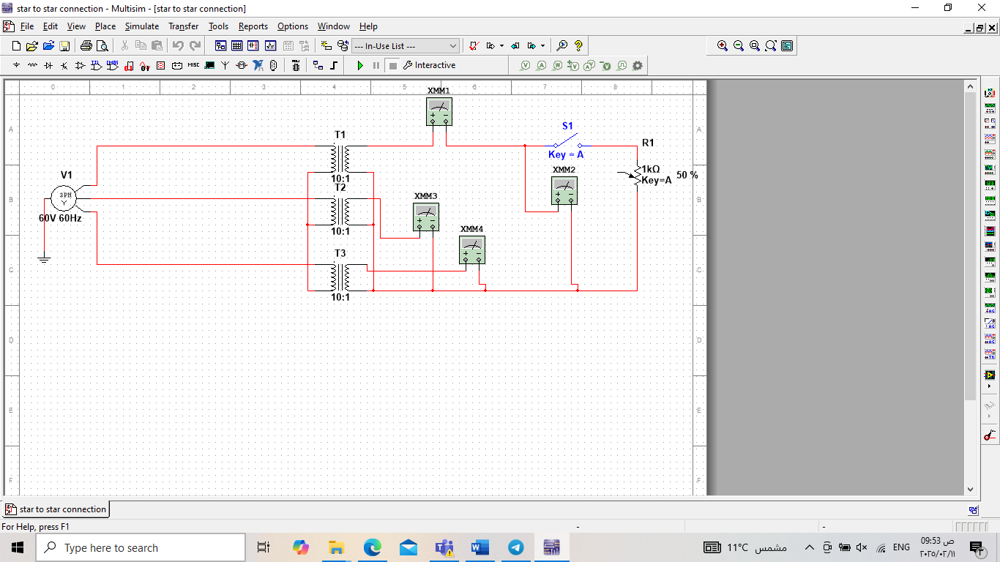 star to star connection - Multisim - [star to star connection]
File Edit View Place Simulate Transfer Tools Reports Options Window Help
--- In-Use List ---
MISC
Interactive
0 1 2 3 4 5 6 7 8
XMM1
A
T1
S1
A
R1
Key = A
V1
10:1
XMM2
1kΩ
Key=A
50 %
T2
3PH
Y
B
XMM3
B
60V 60Hz
10:1
XMM4
T3
C
C
10:1
D
D
E
E
F
F
star to star connection
For Help, press F1
- -
Type here to search
11°C مشمس
ENG
09:53 ص
٢٠٢٥/٠٢/١١
٣